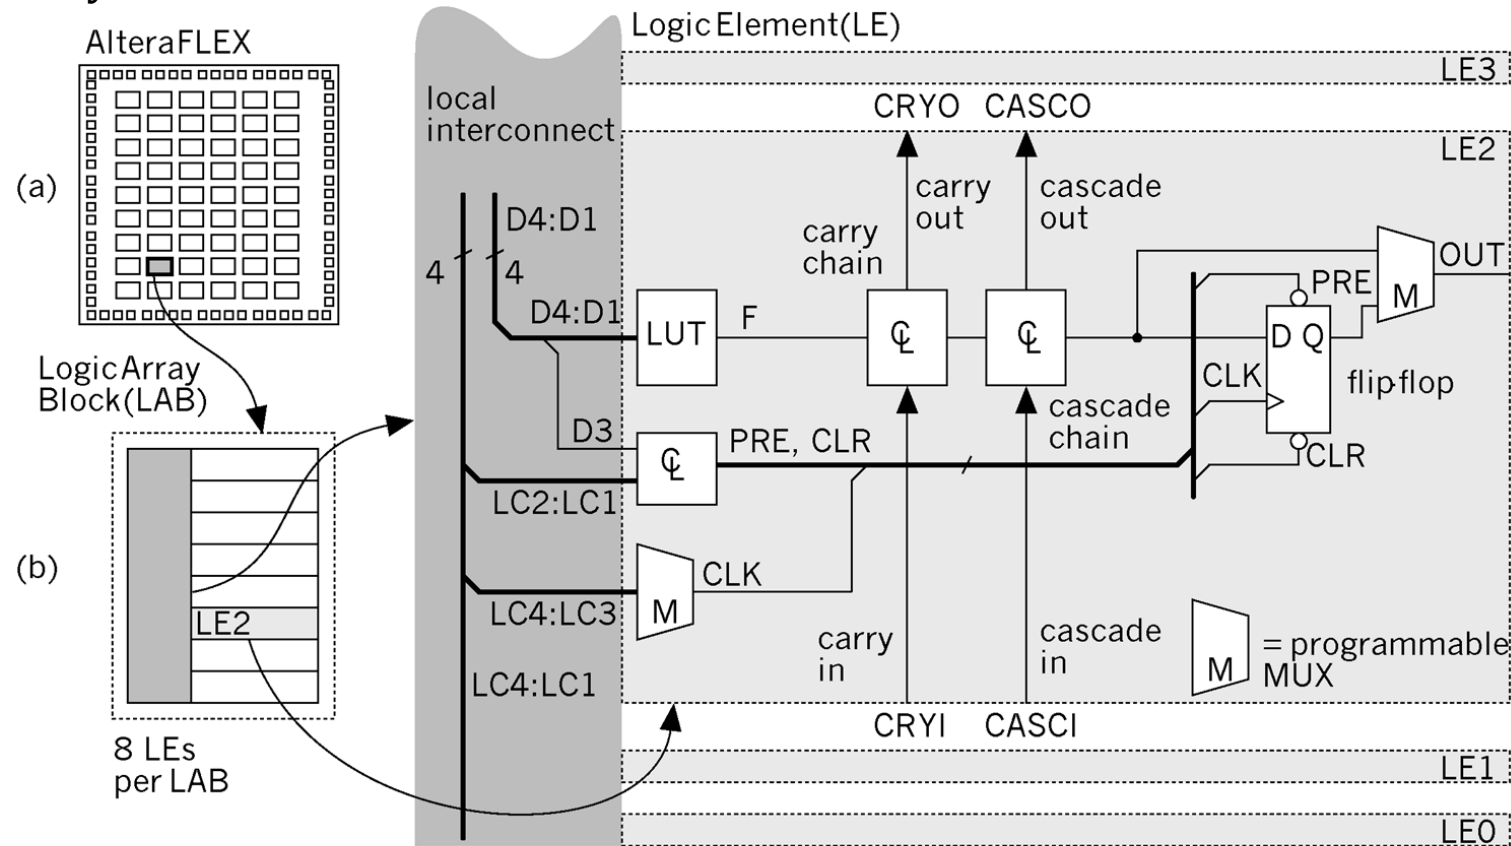 Altera FLEX
(a)
Logic Array
Block (LAB)
(b)
LE2
8 LEs
per LAB
local
interconnect
Logic Element (LE)
LE3
CRYO CASCO
LE2
carry
out
cascade
out
carry
chain
D4:D1
4
4
D4:D1
LUT
F
℄
℄
PRE
M
OUT
D Q
CLK
flip-flop
CLR
cascade
chain
D3
℄
PRE, CLR
LC2:LC1
CLK
M
LC4:LC3
carry
in
cascade
in
M
= programmable
MUX
LC4:LC1
CRYI CASCI
LE1
LE0